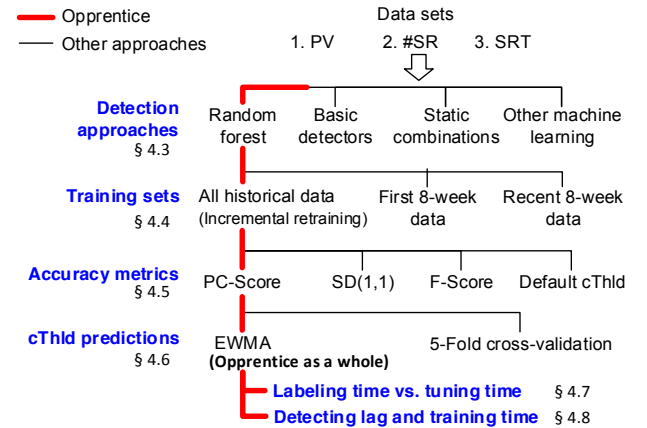 Opprentice
Other approaches
Data sets
1. PV 2. #SR 3. SRT
Detection
approaches
§ 4.3
Random
forest
Basic
detectors
Static
combinations
Other machine
learning
Training sets
§ 4.4
All historical data
(Incremental retraining)
First 8-week
data
Recent 8-week
data
Accuracy metrics
§ 4.5
PC-Score
SD(1,1)
F-Score
Default cThld
cThld predictions
§ 4.6
EWMA
(Opprentice as a whole)
5-Fold cross-validation
Labeling time vs. tuning time § 4.7
Detecting lag and training time § 4.8